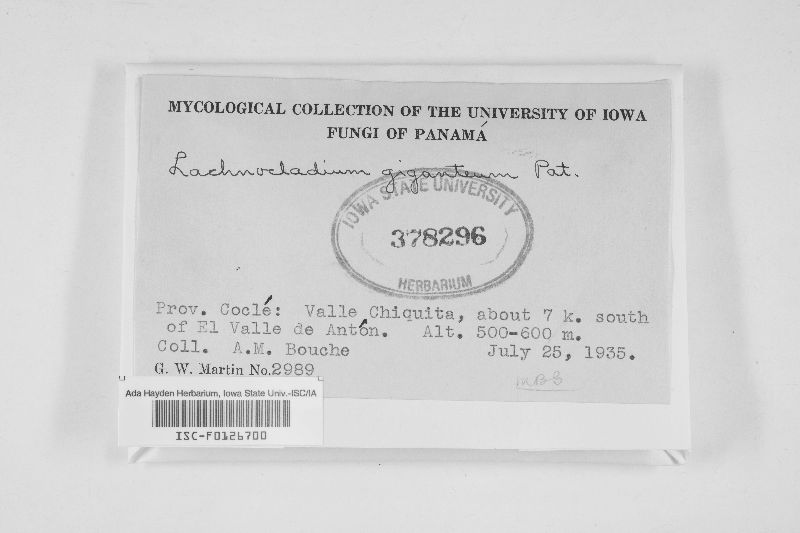 MYCOLOGICAL COLLECTION OF THE UNIVERSITY OF IOWA
FUNGI OF PANAMÁ
Lachnocladium giganteum Pat.
IOWA STATE UNIVERSITY
378296
HERBARIUM
Prov. Coclé: Valle Chiquita, about 7 k. south
of El Valle de Antón. Alt. 500-600 m.
Coll. A.M. Bouche July 25, 1935.
G. W. Martin No.2989
MBS
Ada Hayden Herbarium, Iowa State Univ.-ISC/IA
ISC-F0126700